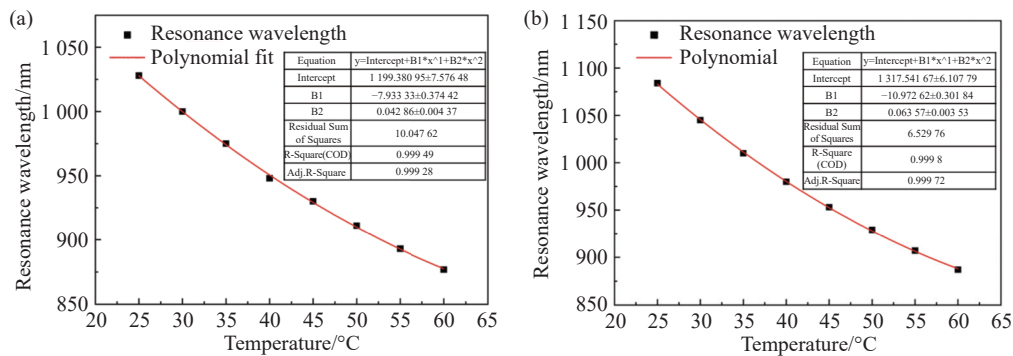 (a)
1 050
1 000
950
900
850
Resonance wavelength/nm
Resonance wavelength
Polynomial fit
Equation y=Intercept+B1*x^1+B2*x^2
Intercept 1 199.380 95±7.576 48
B1 −7.933 33±0.374 42
B2 0.042 86±0.004 37
Residual Sum
of Squares 10.047 62
R-Square(COD) 0.999 49
Adj.R-Square 0.999 28
20 25 30 35 40 45 50 55 60 65
Temperature/°C
(b)
1 150
1 100
1 050
1 000
950
900
850
Resonance wavelength/nm
Resonance wavelength
Polynomial
Equation y=Intercept+B1*x^1+B2*x^2
Intercept 1 317.541 67±6.107 79
B1 −10.972 62±0.301 84
B2 0.063 57±0.003 53
Residual Sum
of Squares 6.529 76
R-Square
(COD) 0.999 8
Adj.R-Square 0.999 72
20 25 30 35 40 45 50 55 60 65
Temperature/°C